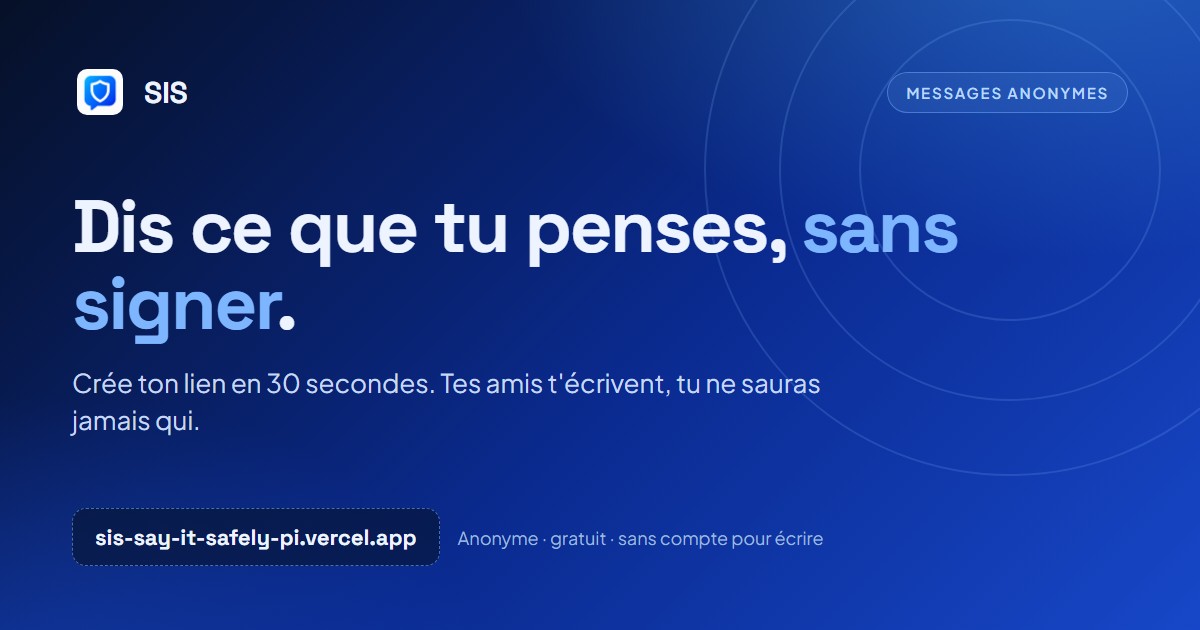 SIS
MESSAGES ANONYMES
Dis ce que tu penses, sans
signer.
Crée ton lien en 30 secondes. Tes amis t'écrivent, tu ne sauras
jamais qui.
sis-say-it-safely-pi.vercel.app
Anonyme · gratuit · sans compte pour écrire